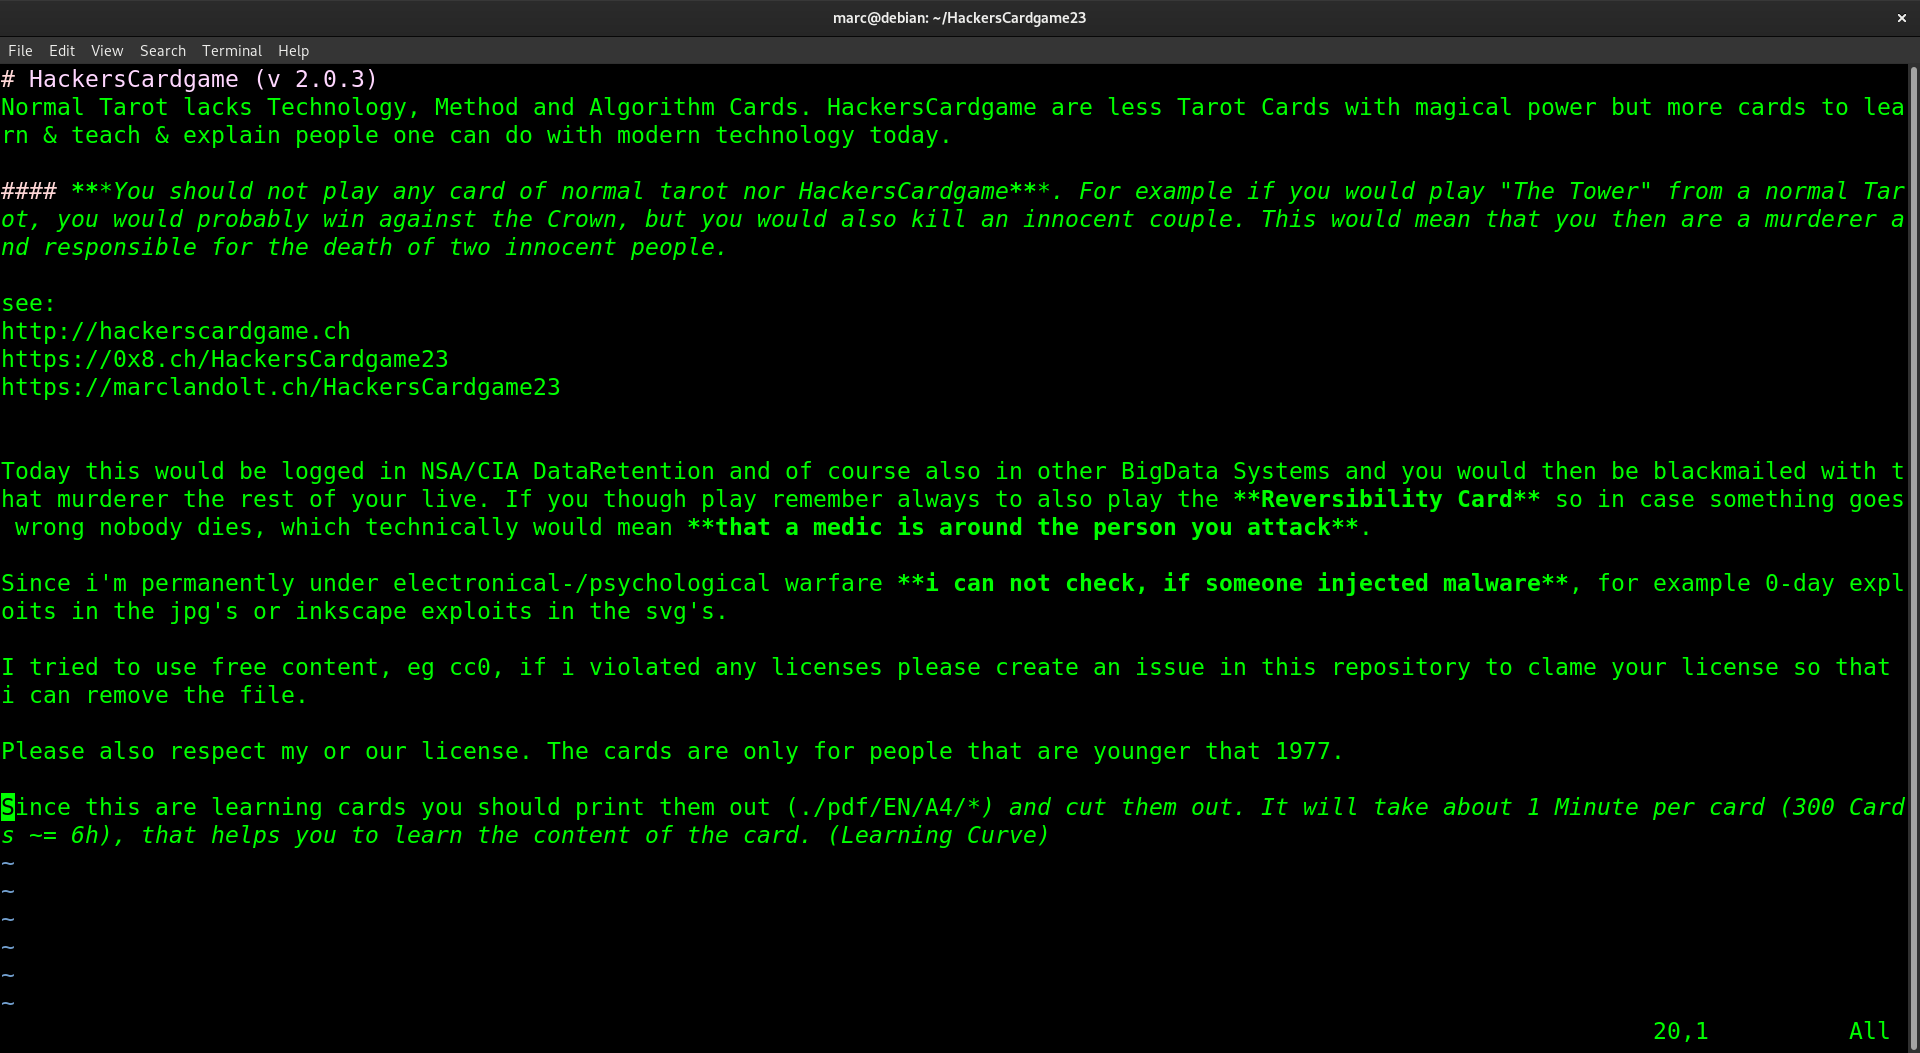 marc@debian: ~/HackersCardgame23
×
File Edit View Search Terminal Help
# HackersCardgame (v 2.0.3)
Normal Tarot lacks Technology, Method and Algorithm Cards. HackersCardgame are less Tarot Cards with magical power but more cards to lea
rn & teach & explain people one can do with modern technology today.
#### ***You should not play any card of normal tarot nor HackersCardgame***. For example if you would play "The Tower" from a normal Tar
ot, you would probably win against the Crown, but you would also kill an innocent couple. This would mean that you then are a murderer a
nd responsible for the death of two innocent people.
see:
http://hackerscardgame.ch
https://0x8.ch/HackersCardgame23
https://marclandolt.ch/HackersCardgame23
Today this would be logged in NSA/CIA DataRetention and of course also in other BigData Systems and you would then be blackmailed with t
hat murderer the rest of your live. If you though play remember always to also play the **Reversibility Card** so in case something goes
 wrong nobody dies, which technically would mean **that a medic is around the person you attack**.
Since i'm permanently under electronical-/psychological warfare **i can not check, if someone injected malware**, for example 0-day expl
oits in the jpg's or inkscape exploits in the svg's.
I tried to use free content, eg cc0, if i violated any licenses please create an issue in this repository to clame your license so that
i can remove the file.
Please also respect my or our license. The cards are only for people that are younger that 1977.
Since this are learning cards you should print them out (./pdf/EN/A4/*) and cut them out. It will take about 1 Minute per card (300 Card
s ~= 6h), that helps you to learn the content of the card. (Learning Curve)
~
~
~
~
~
~
20,1 All